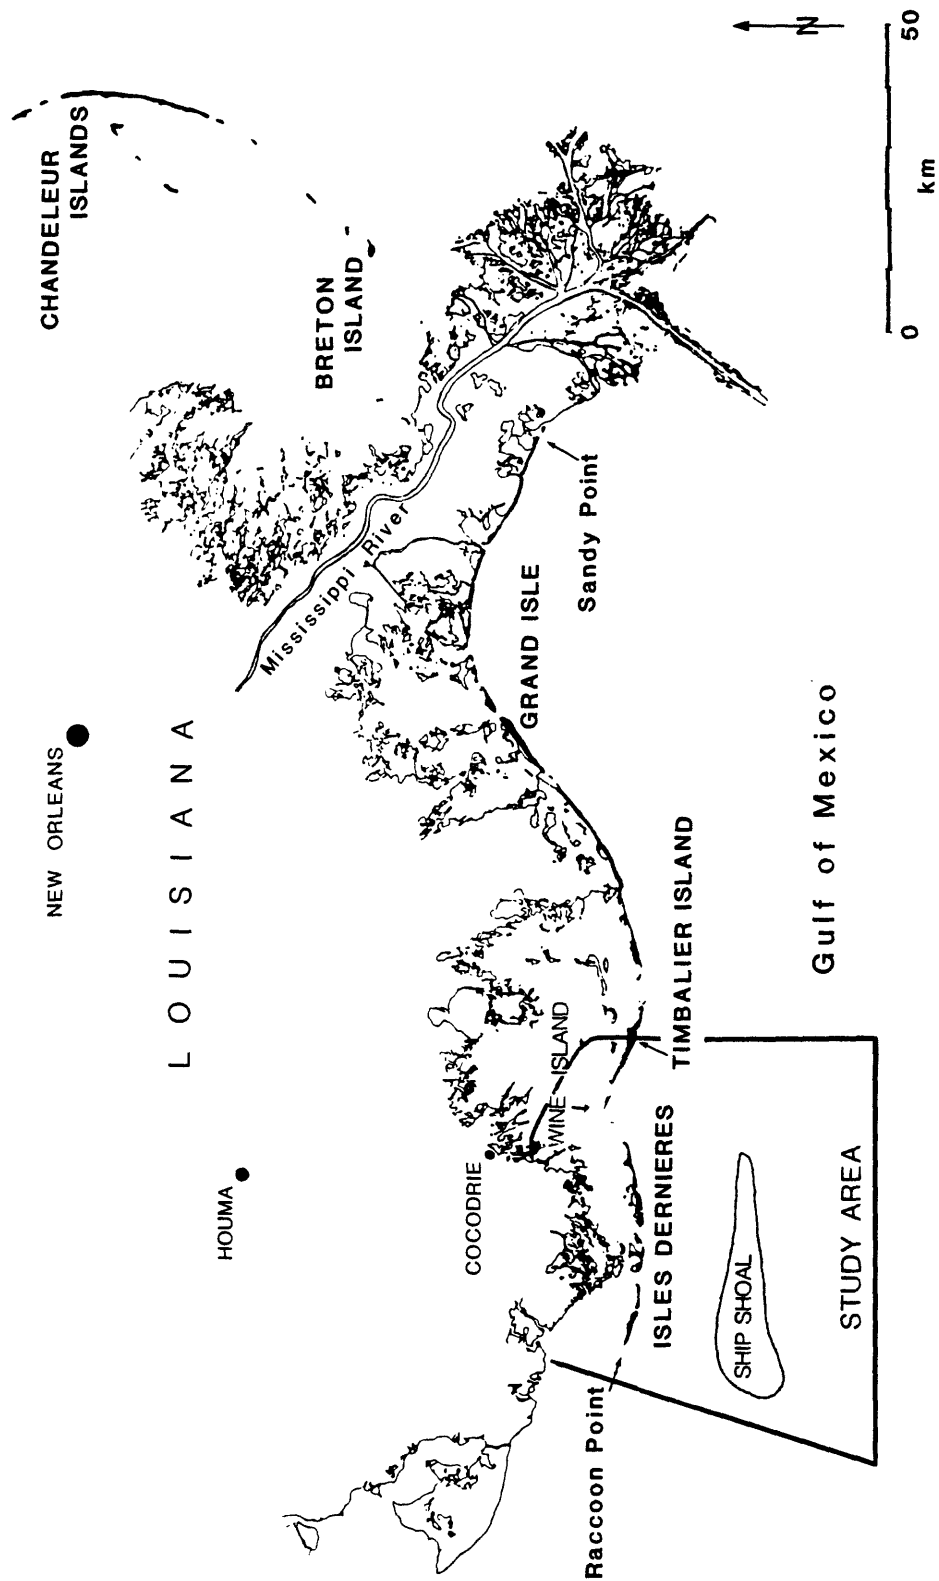 CHANDELEUR
ISLANDS
NEW ORLEANS
LOUISIANA
HOUMA
BRETON
ISLAND
Mississippi River
COCODRIE
WINE ISLAND
GRAND ISLE
Sandy Point
Raccoon Point
ISLES DERNIERES
TIMBALIER ISLAND
SHIP SHOAL
STUDY AREA
Gulf of Mexico
N
0
50
km